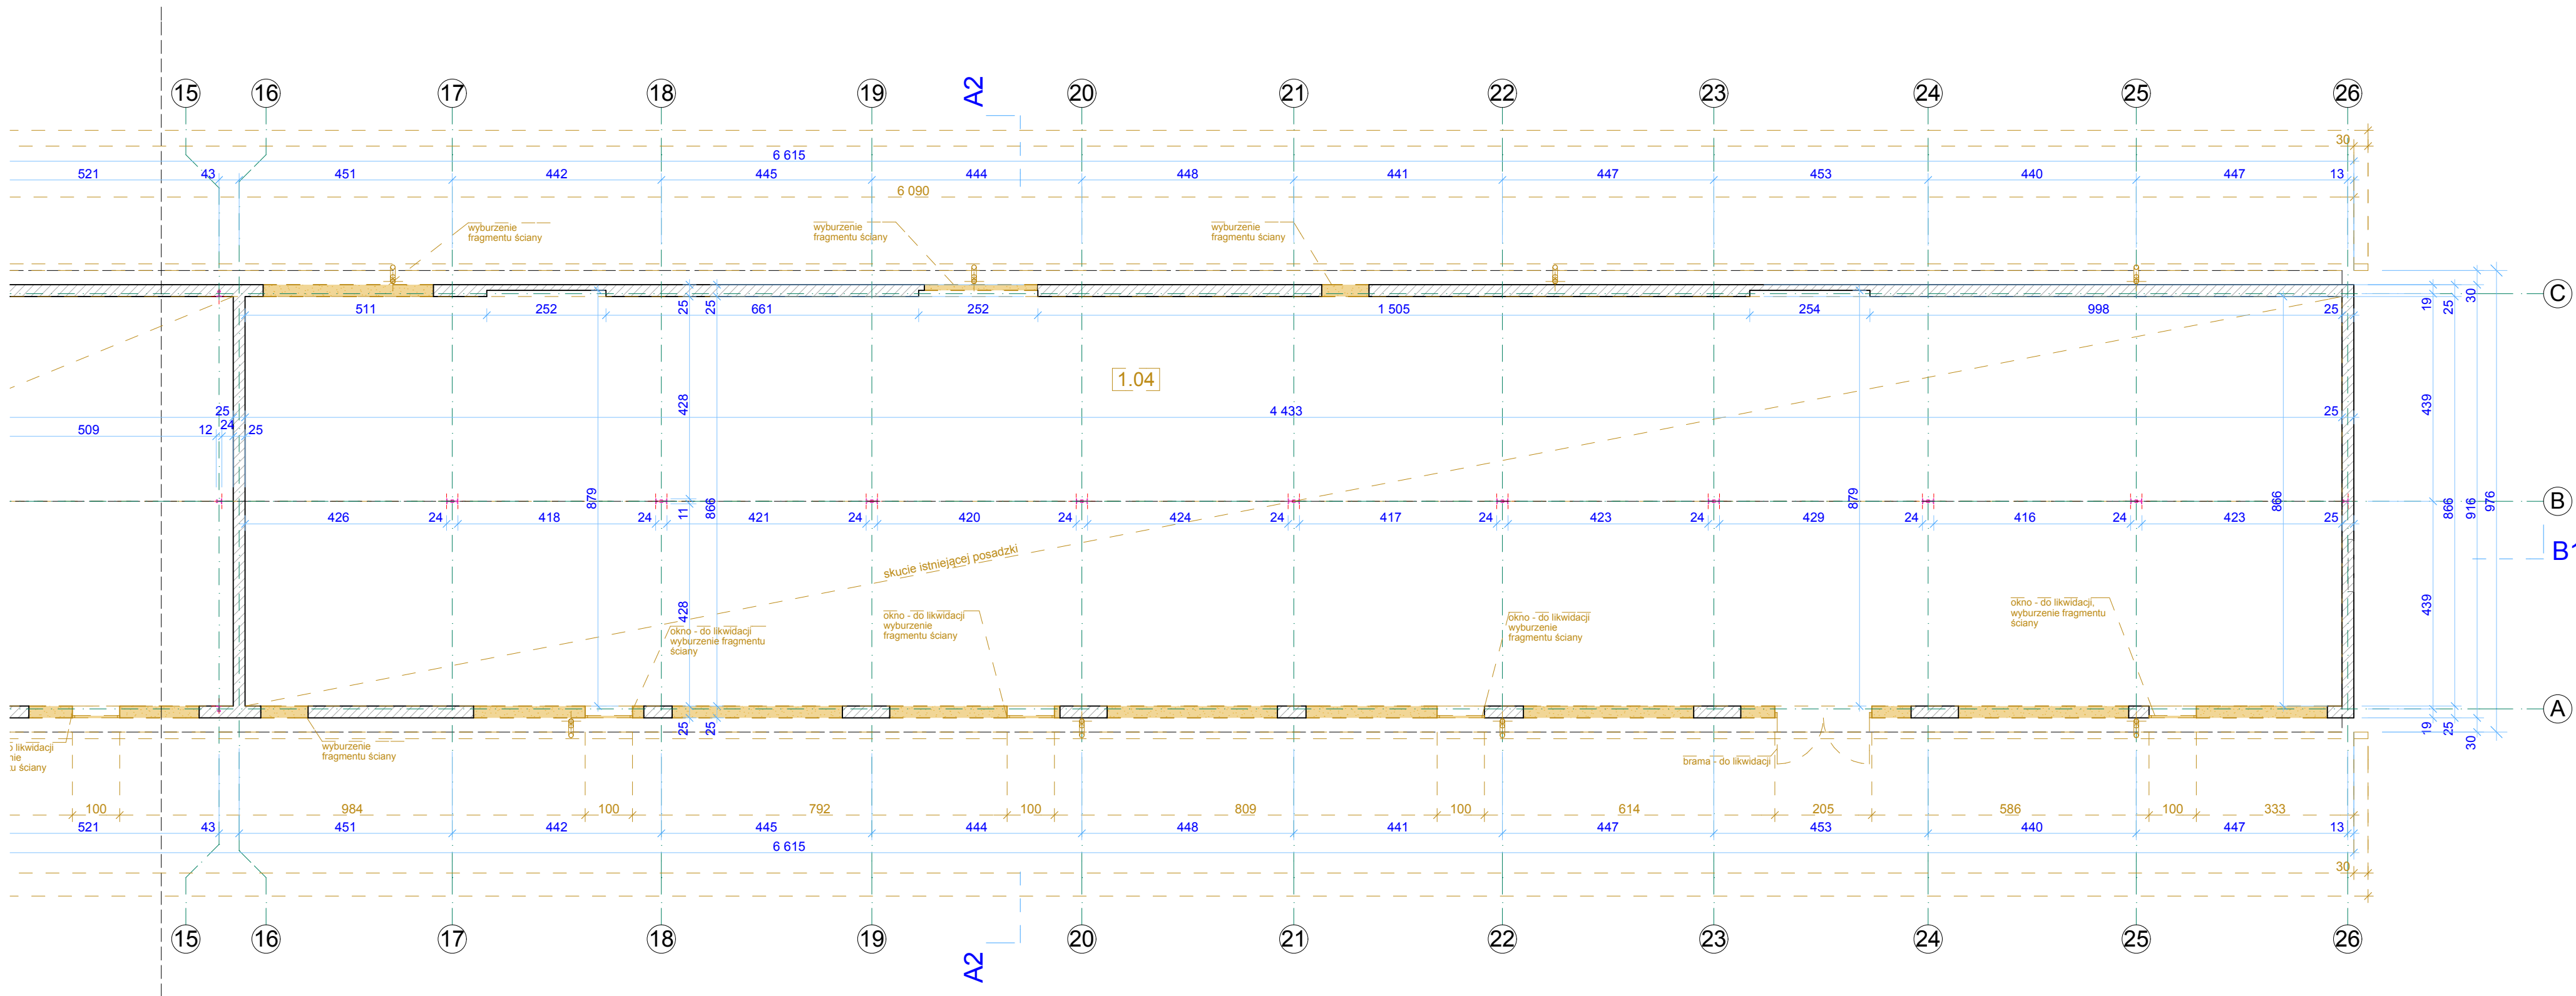 15 16 17 18 19 A2 20 21 22 23 24 25 26
30
6 615
521 43 451 442 445 444 448 441 447 453 440 447 13
6 090
wyburzenie
fragmentu ściany
wyburzenie
fragmentu ściany
wyburzenie
fragmentu ściany
C
511 252 25 25 661 252 1 505 254 998 25
19 25 30
1.04
428
25 4 433 25
439
509 12 24 25
879 866 879 866
866 916 976
B
11
426 24 418 24 421 24 420 24 424 24 417 24 423 24 429 24 416 24 423 25
B1
skucie istniejącej posadzki
428
439
okno - do likwidacji
wyburzenie fragmentu
ściany
okno - do likwidacji
wyburzenie
fragmentu ściany
okno - do likwidacji
wyburzenie
fragmentu ściany
okno - do likwidacji,
wyburzenie fragmentu
ściany
A
25 25
19 25 30
likwidacji
nie
u ściany
wyburzenie
fragmentu ściany
brama - do likwidacji
100 984 100 792 100 809 100 614 205 586 100 333
521 43 451 442 445 444 448 441 447 453 440 447 13
6 615
30
15 16 17 18 19 A2 20 21 22 23 24 25 26